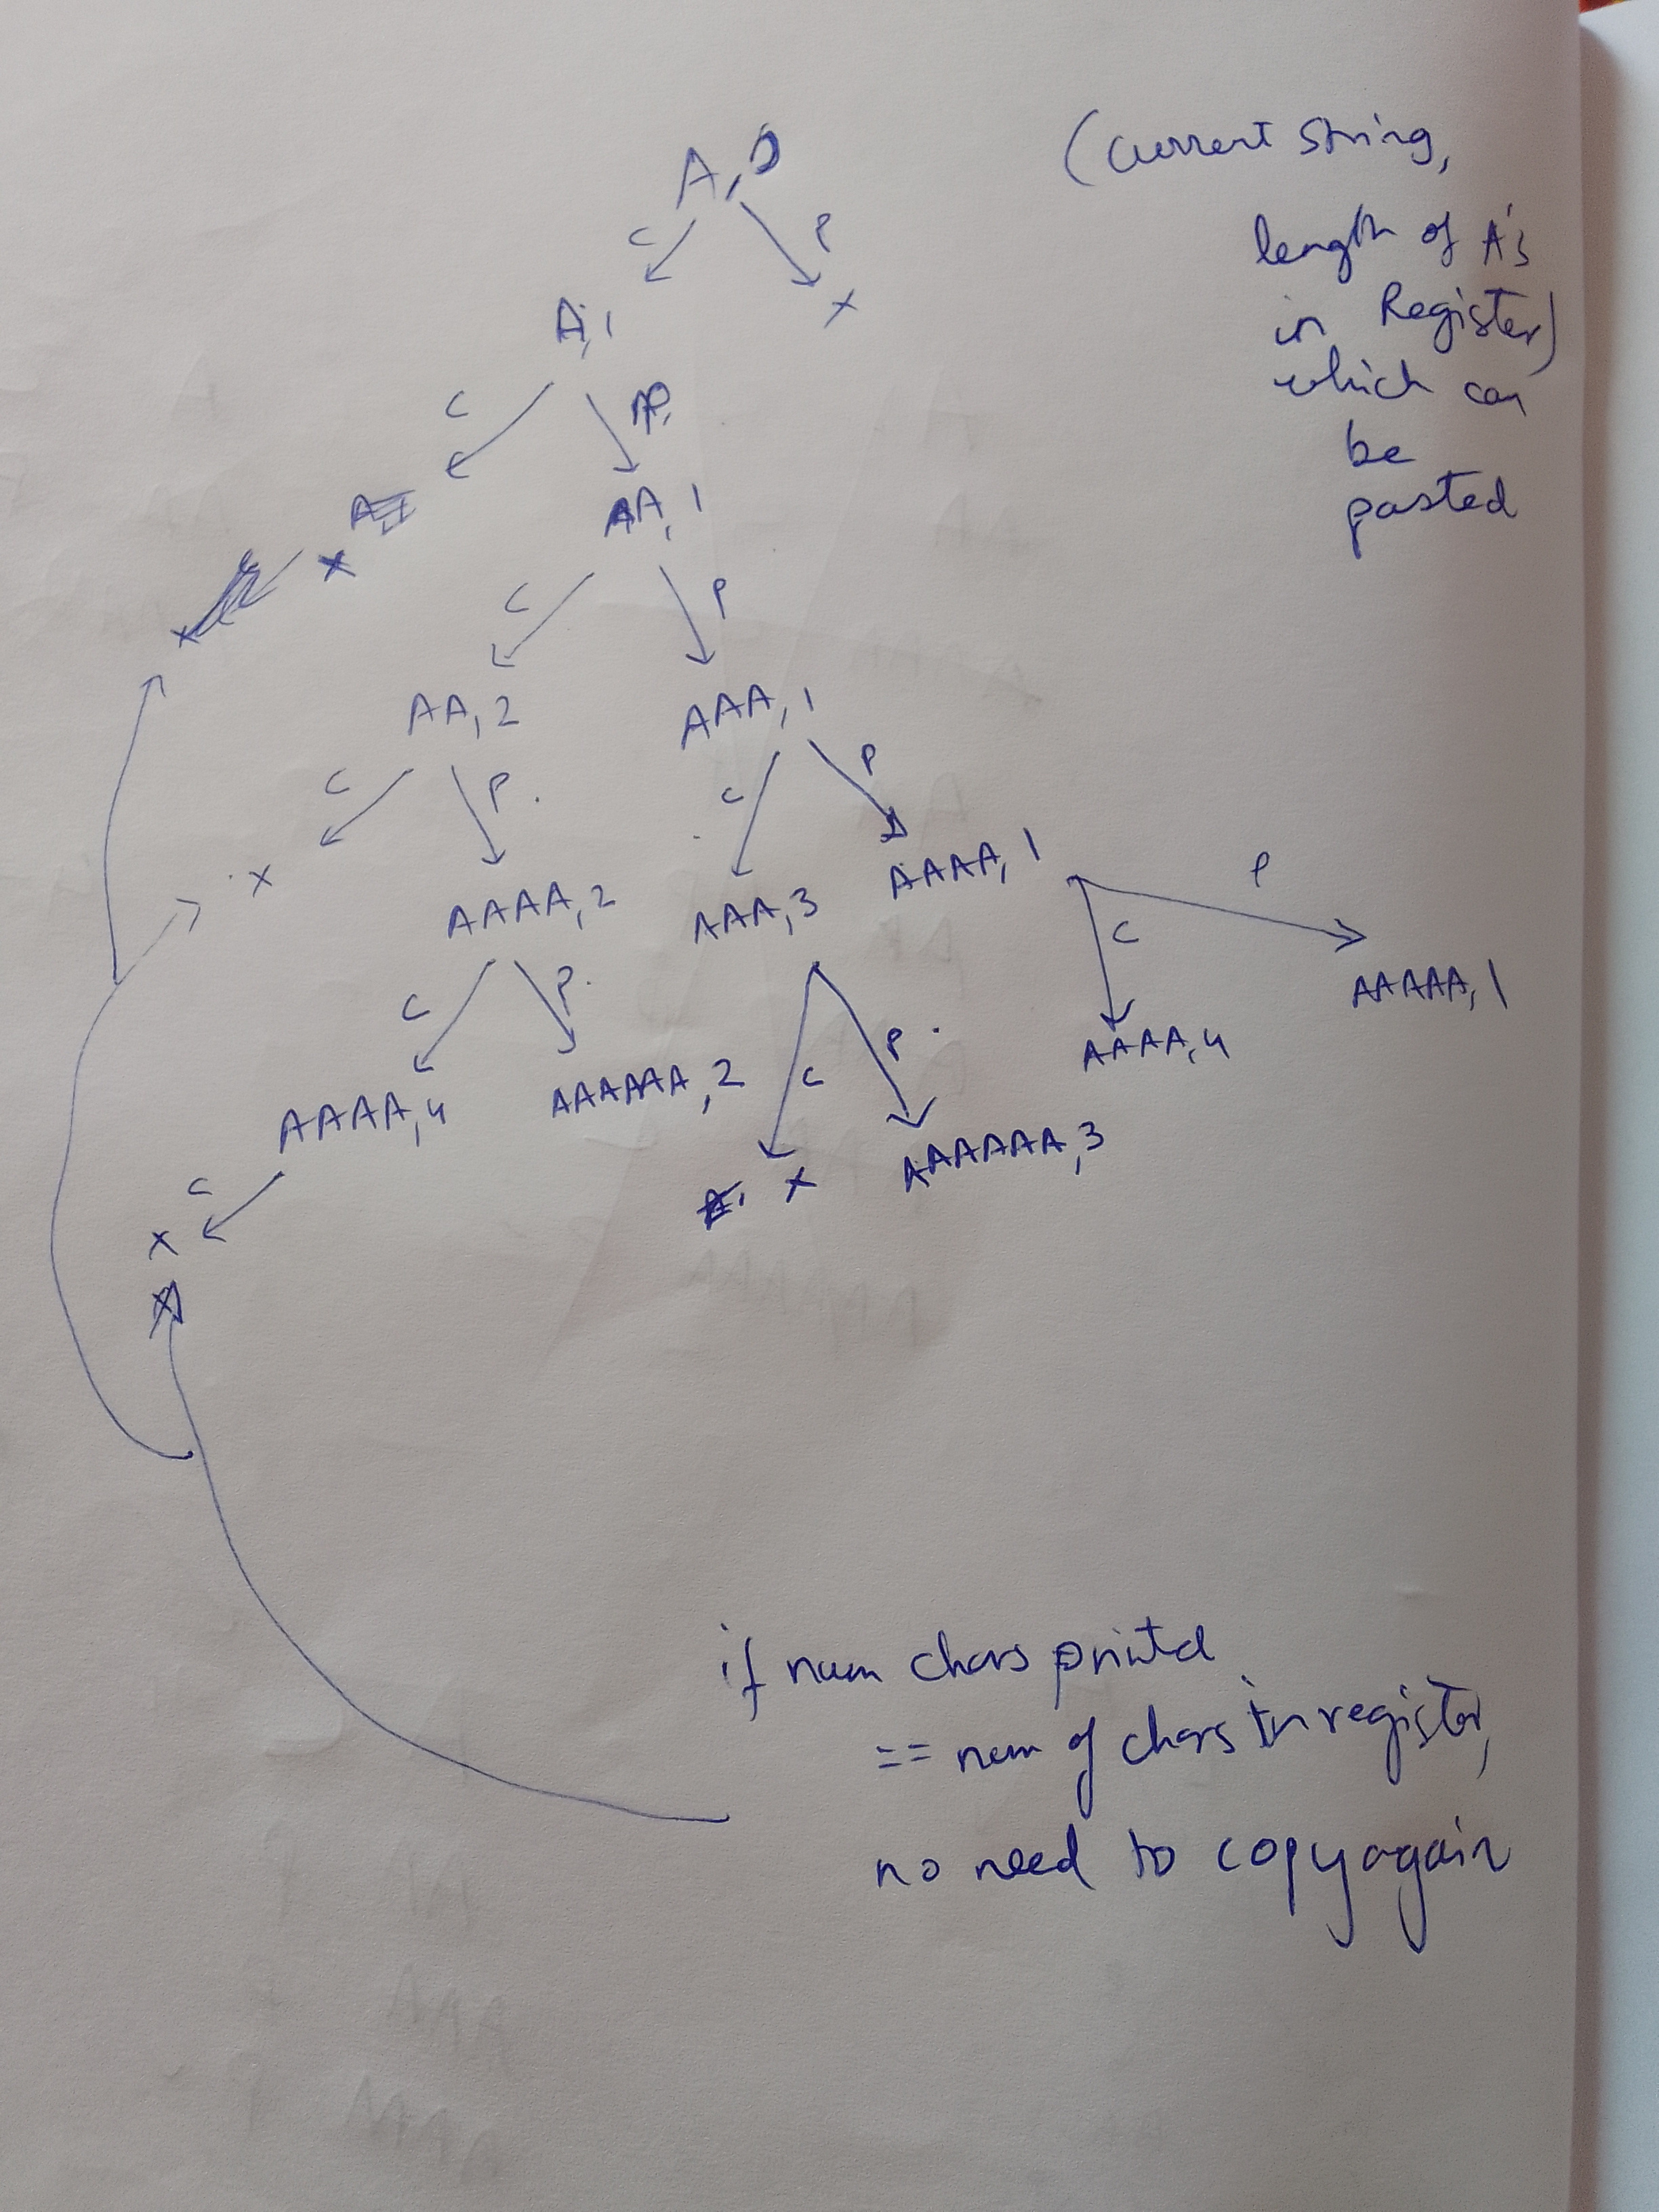 A,0
(current string,
length of A's
in Register)
which can
be
pasted
C P
A,1 x
C P
x AA,1
x
C P
AA,2 AAA,1
C P. C P
x AAAA,2 AAA,3 AAAA,1
C P. C P. C P
AAAA,4 AAAAAA,2 x AAAAAA,3 AAAA,4 AAAAA,1
C
x
if num chars printed
== num of chars in register,
no need to copy again